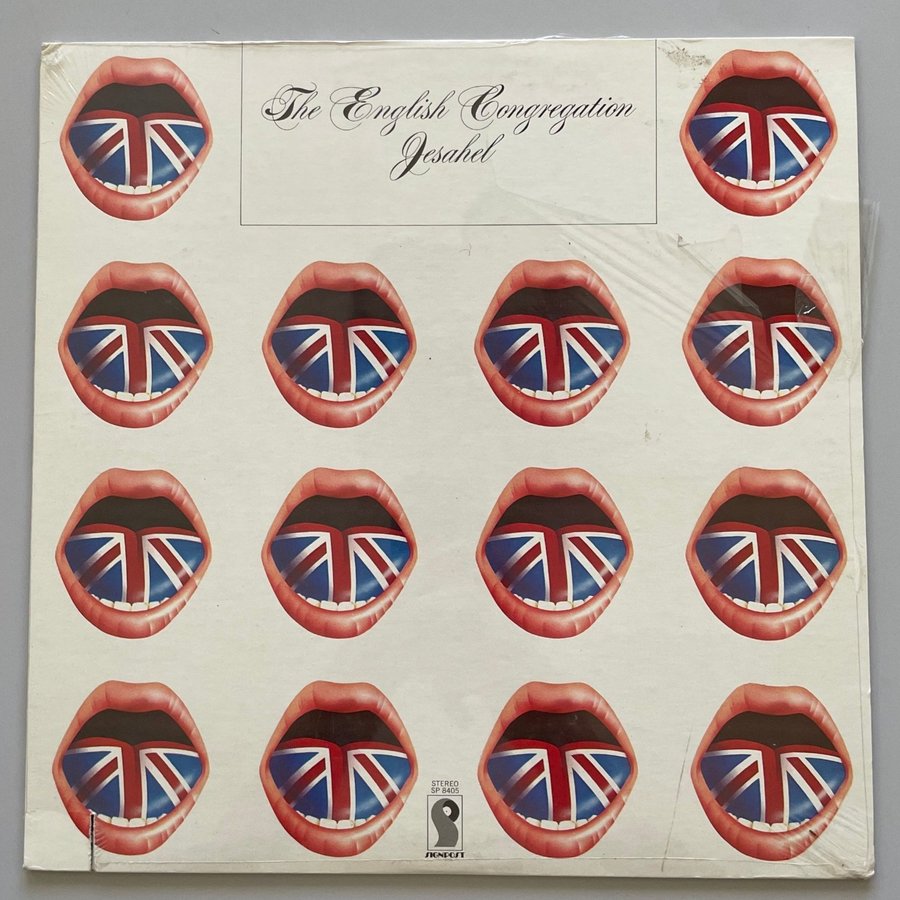 The English Congregation
Jesahel
STEREO
SP 8405
SIGNPOST